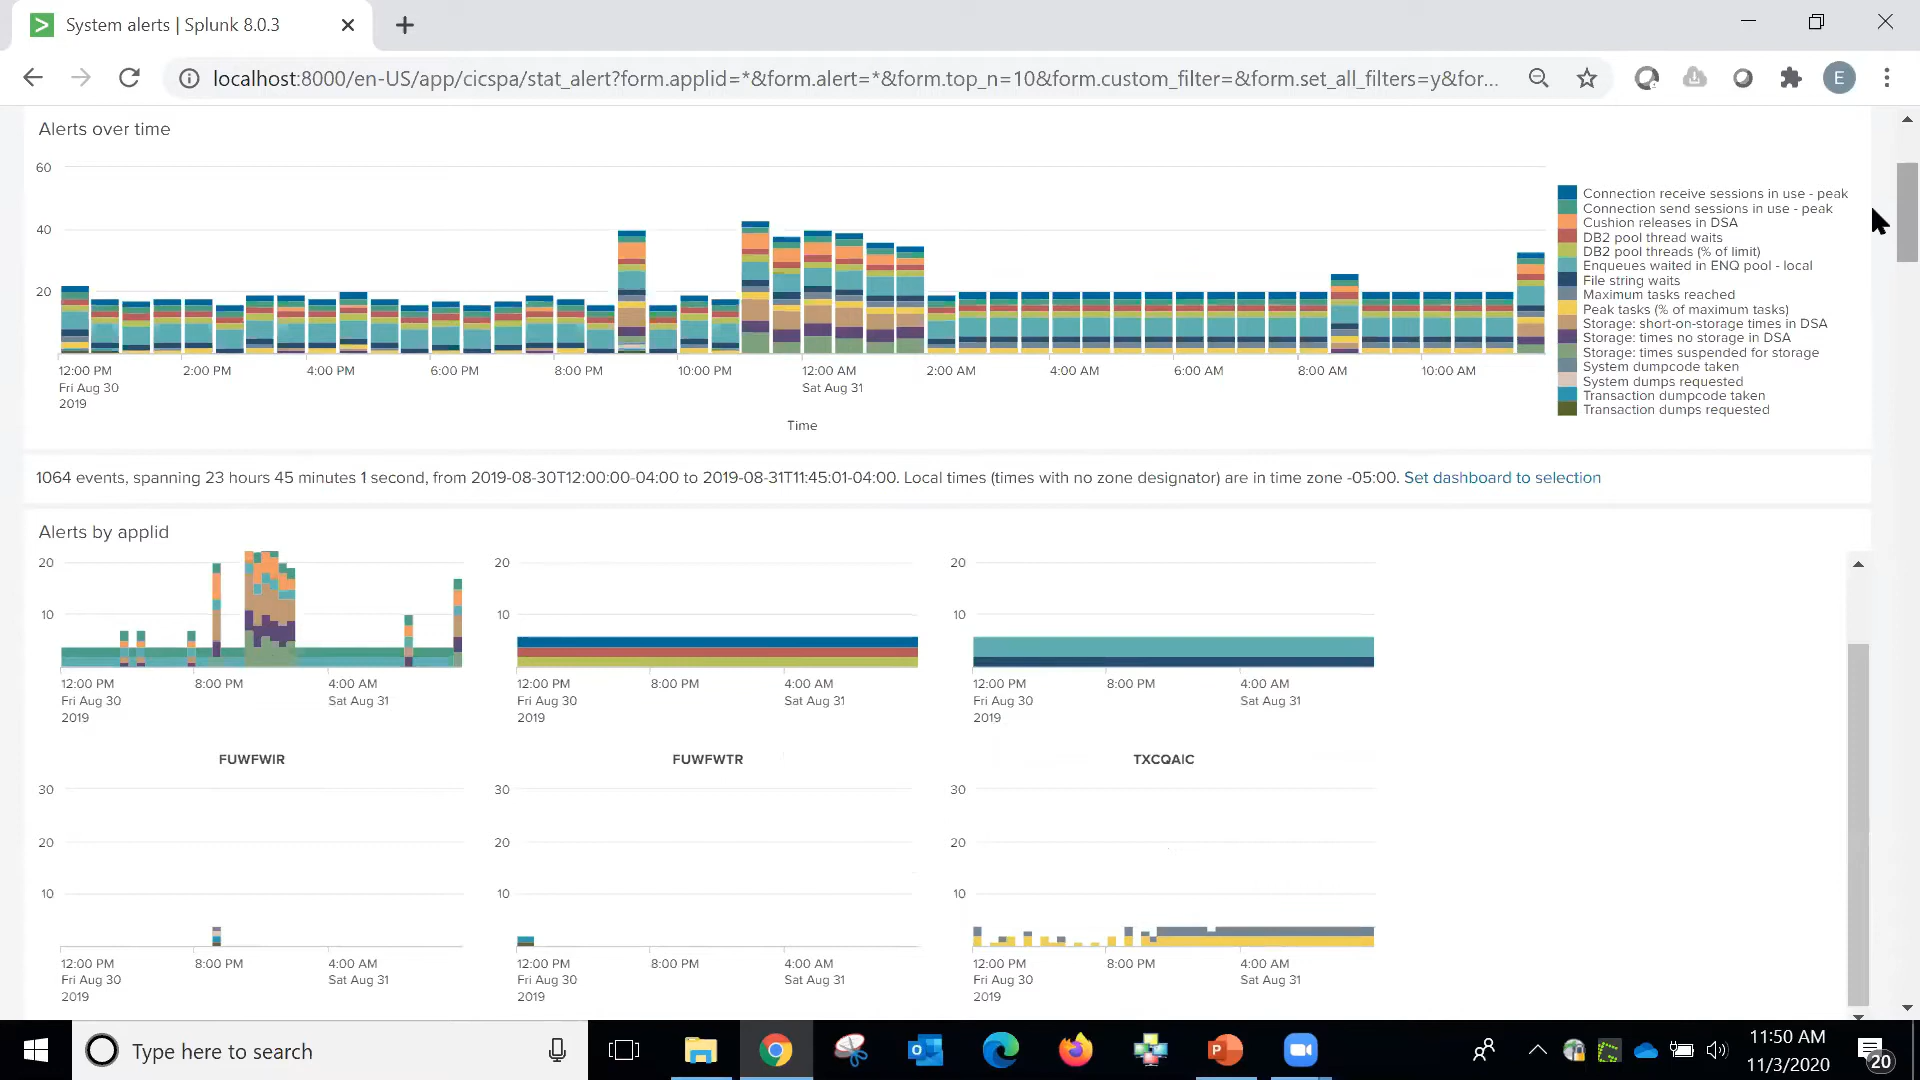 System alerts | Splunk 8.0.3
localhost:8000/en-US/app/cicspa/stat_alert?form.applid=*&form.alert=*&form.top_n=10&form.custom_filter=&form.set_all_filters=y&for...
E
Alerts over time
60
40
20
12:00 PM 2:00 PM 4:00 PM 6:00 PM 8:00 PM 10:00 PM 12:00 AM 2:00 AM 4:00 AM 6:00 AM 8:00 AM 10:00 AM
Fri Aug 30 Sat Aug 31
2019
Time
Connection receive sessions in use - peak
Connection send sessions in use - peak
Cushion releases in DSA
DB2 pool thread waits
DB2 pool threads (% of limit)
Enqueues waited in ENQ pool - local
File string waits
Maximum tasks reached
Peak tasks (% of maximum tasks)
Storage: short-on-storage times in DSA
Storage: times no storage in DSA
Storage: times suspended for storage
System dumpcode taken
System dumps requested
Transaction dumpcode taken
Transaction dumps requested
1064 events, spanning 23 hours 45 minutes 1 second, from 2019-08-30T12:00:00-04:00 to 2019-08-31T11:45:01-04:00. Local times (times with no zone designator) are in time zone -05:00. Set dashboard to selection
Alerts by applid
20 20 20
10 10 10
12:00 PM 8:00 PM 4:00 AM 12:00 PM 8:00 PM 4:00 AM 12:00 PM 8:00 PM 4:00 AM
Fri Aug 30 Sat Aug 31 Fri Aug 30 Sat Aug 31 Fri Aug 30 Sat Aug 31
2019 2019 2019
FUWFWIR FUWFWTR TXCQAIC
30 30 30
20 20 20
10 10 10
12:00 PM 8:00 PM 4:00 AM 12:00 PM 8:00 PM 4:00 AM 12:00 PM 8:00 PM 4:00 AM
Fri Aug 30 Sat Aug 31 Fri Aug 30 Sat Aug 31 Fri Aug 30 Sat Aug 31
2019 2019 2019
Type here to search
11:50 AM
11/3/2020
20